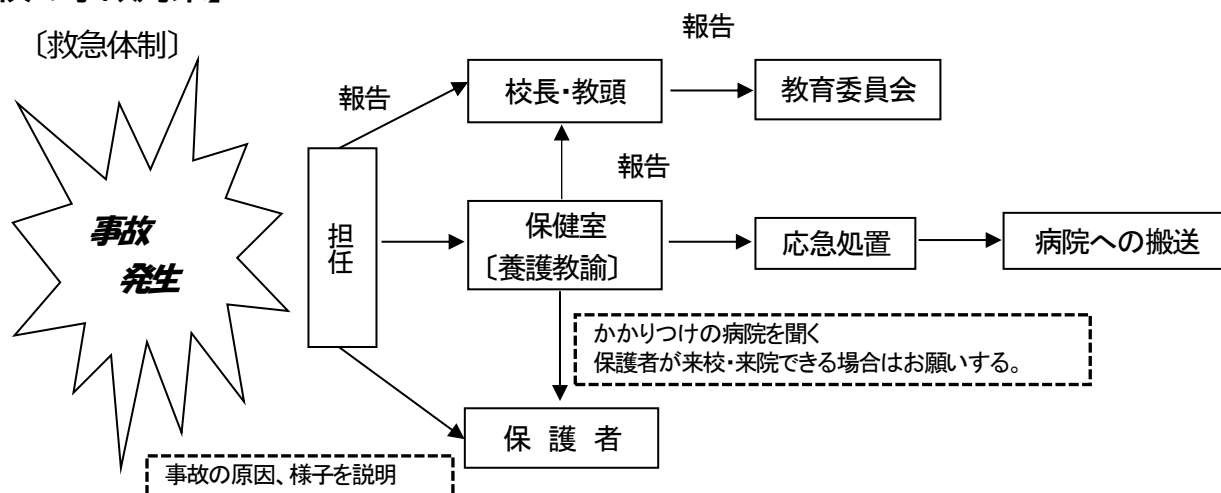 〔救急体制〕
報告
報告
校長・教頭
教育委員会
報告
担任
保健室
〔養護教諭〕
応急処置
病院への搬送
事故
発生
かかりつけの病院を聞く
保護者が来校・来院できる場合はお願いする。
保 護 者
事故の原因、様子を説明